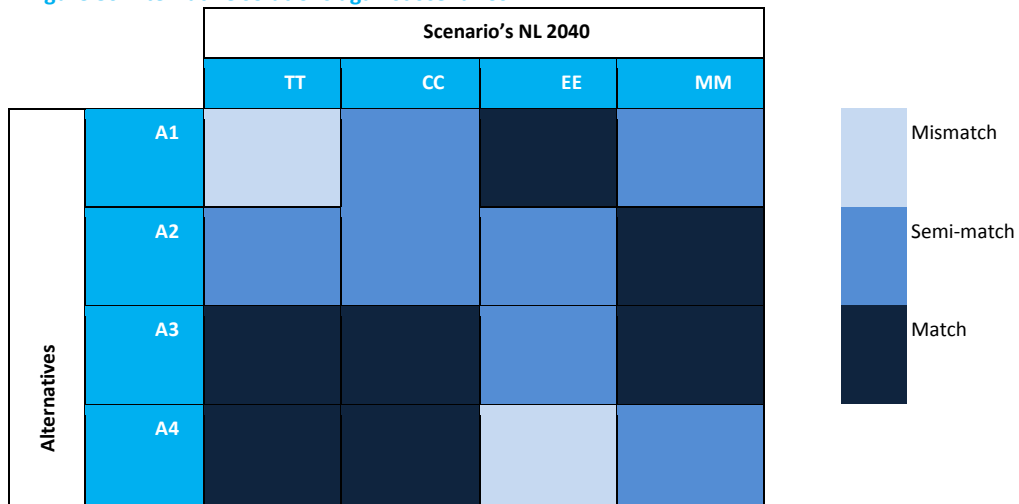 Scenario's NL 2040
TT CC EE MM
A1
Mismatch
A2
Semi-match
A3
Match
Alternatives
A4